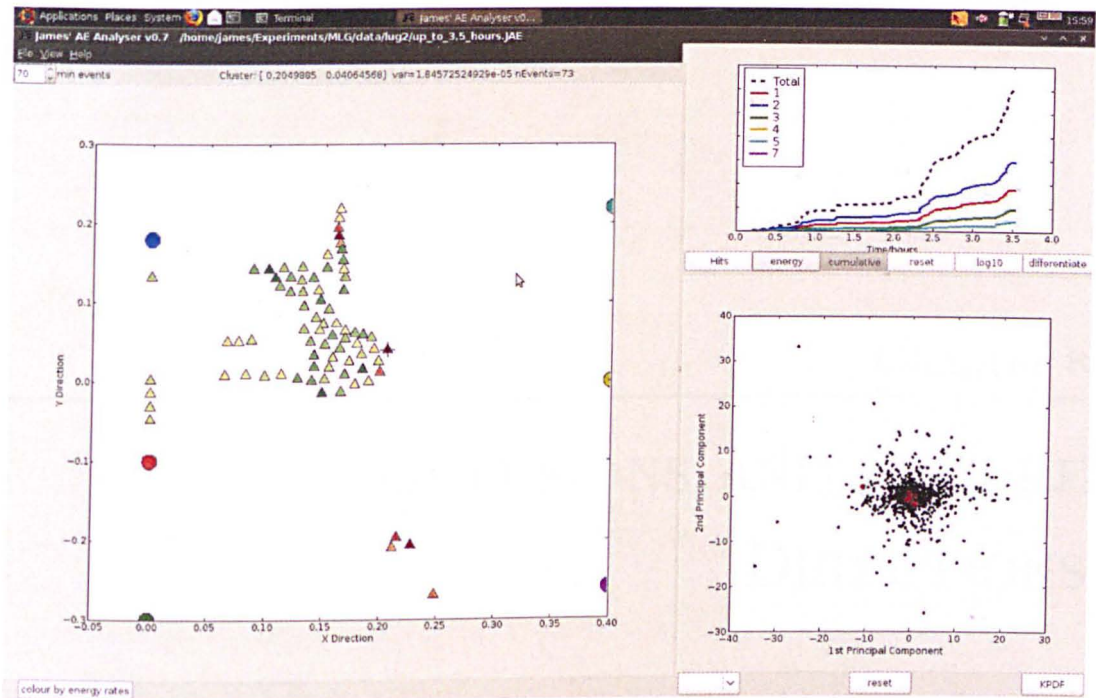 Applications Places System Terminal James' AE Analyser v0... 15:59
James' AE Analyser v0.7 /home/james/Experiments/MLG/data/lug2/up_to_3.5_hours.JAE
File View Help
70 min events Cluster: [ 0.2049885 0.04064568] var=1.84572524929e-05 nEvents=73
0.3
0.2
0.1
0.0
−0.1
−0.2
−0.3
Y Direction
−0.05 0.00 0.05 0.10 0.15 0.20 0.25 0.30 0.35 0.40
X Direction
colour by energy rates
Total
1
2
3
4
5
7
0.0 0.5 1.0 1.5 2.0 2.5 3.0 3.5 4.0
Time/hours
Hits energy cumulative reset log10 differentiate
40
30
20
10
0
−10
−20
−30
2nd Principal Component
−40 −30 −20 −10 0 10 20 30
1st Principal Component
reset KPDF